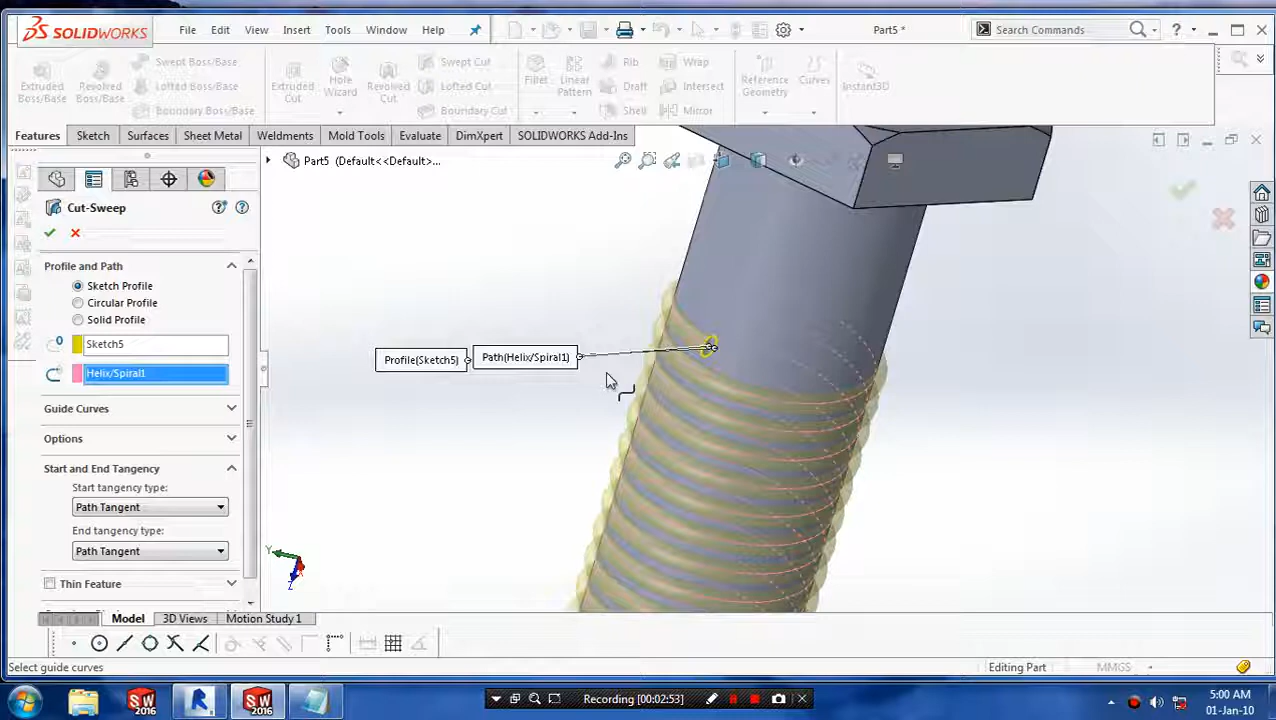 SOLIDWORKS File Edit View Insert Tools Window Help Part5 * Search Commands ?
Extruded Boss/Base Revolved Boss/Base Swept Boss/Base Lofted Boss/Base Boundary Boss/Base Extruded Cut Hole Wizard Revolved Cut Swept Cut Lofted Cut Boundary Cut Fillet Linear Pattern Rib Draft Shell Wrap Intersect Mirror Reference Geometry Curves Instant3D
Features Sketch Surfaces Sheet Metal Weldments Mold Tools Evaluate DimXpert SOLIDWORKS Add-Ins
Part5 (Default<<Default>...
Cut-Sweep
Profile and Path
Sketch Profile
Circular Profile
Solid Profile
Sketch5
Profile(Sketch5) Path(Helix/Spiral1)
Helix/Spiral1
Guide Curves
Options
Start and End Tangency
Start tangency type:
Path Tangent
End tangency type:
Path Tangent
Y
Z
Thin Feature
Model 3D Views Motion Study 1
Select guide curves Editing Part MMGS
SW 2016 R SW 2016 Recording [00:02:53] 5:00 AM
01-Jan-10